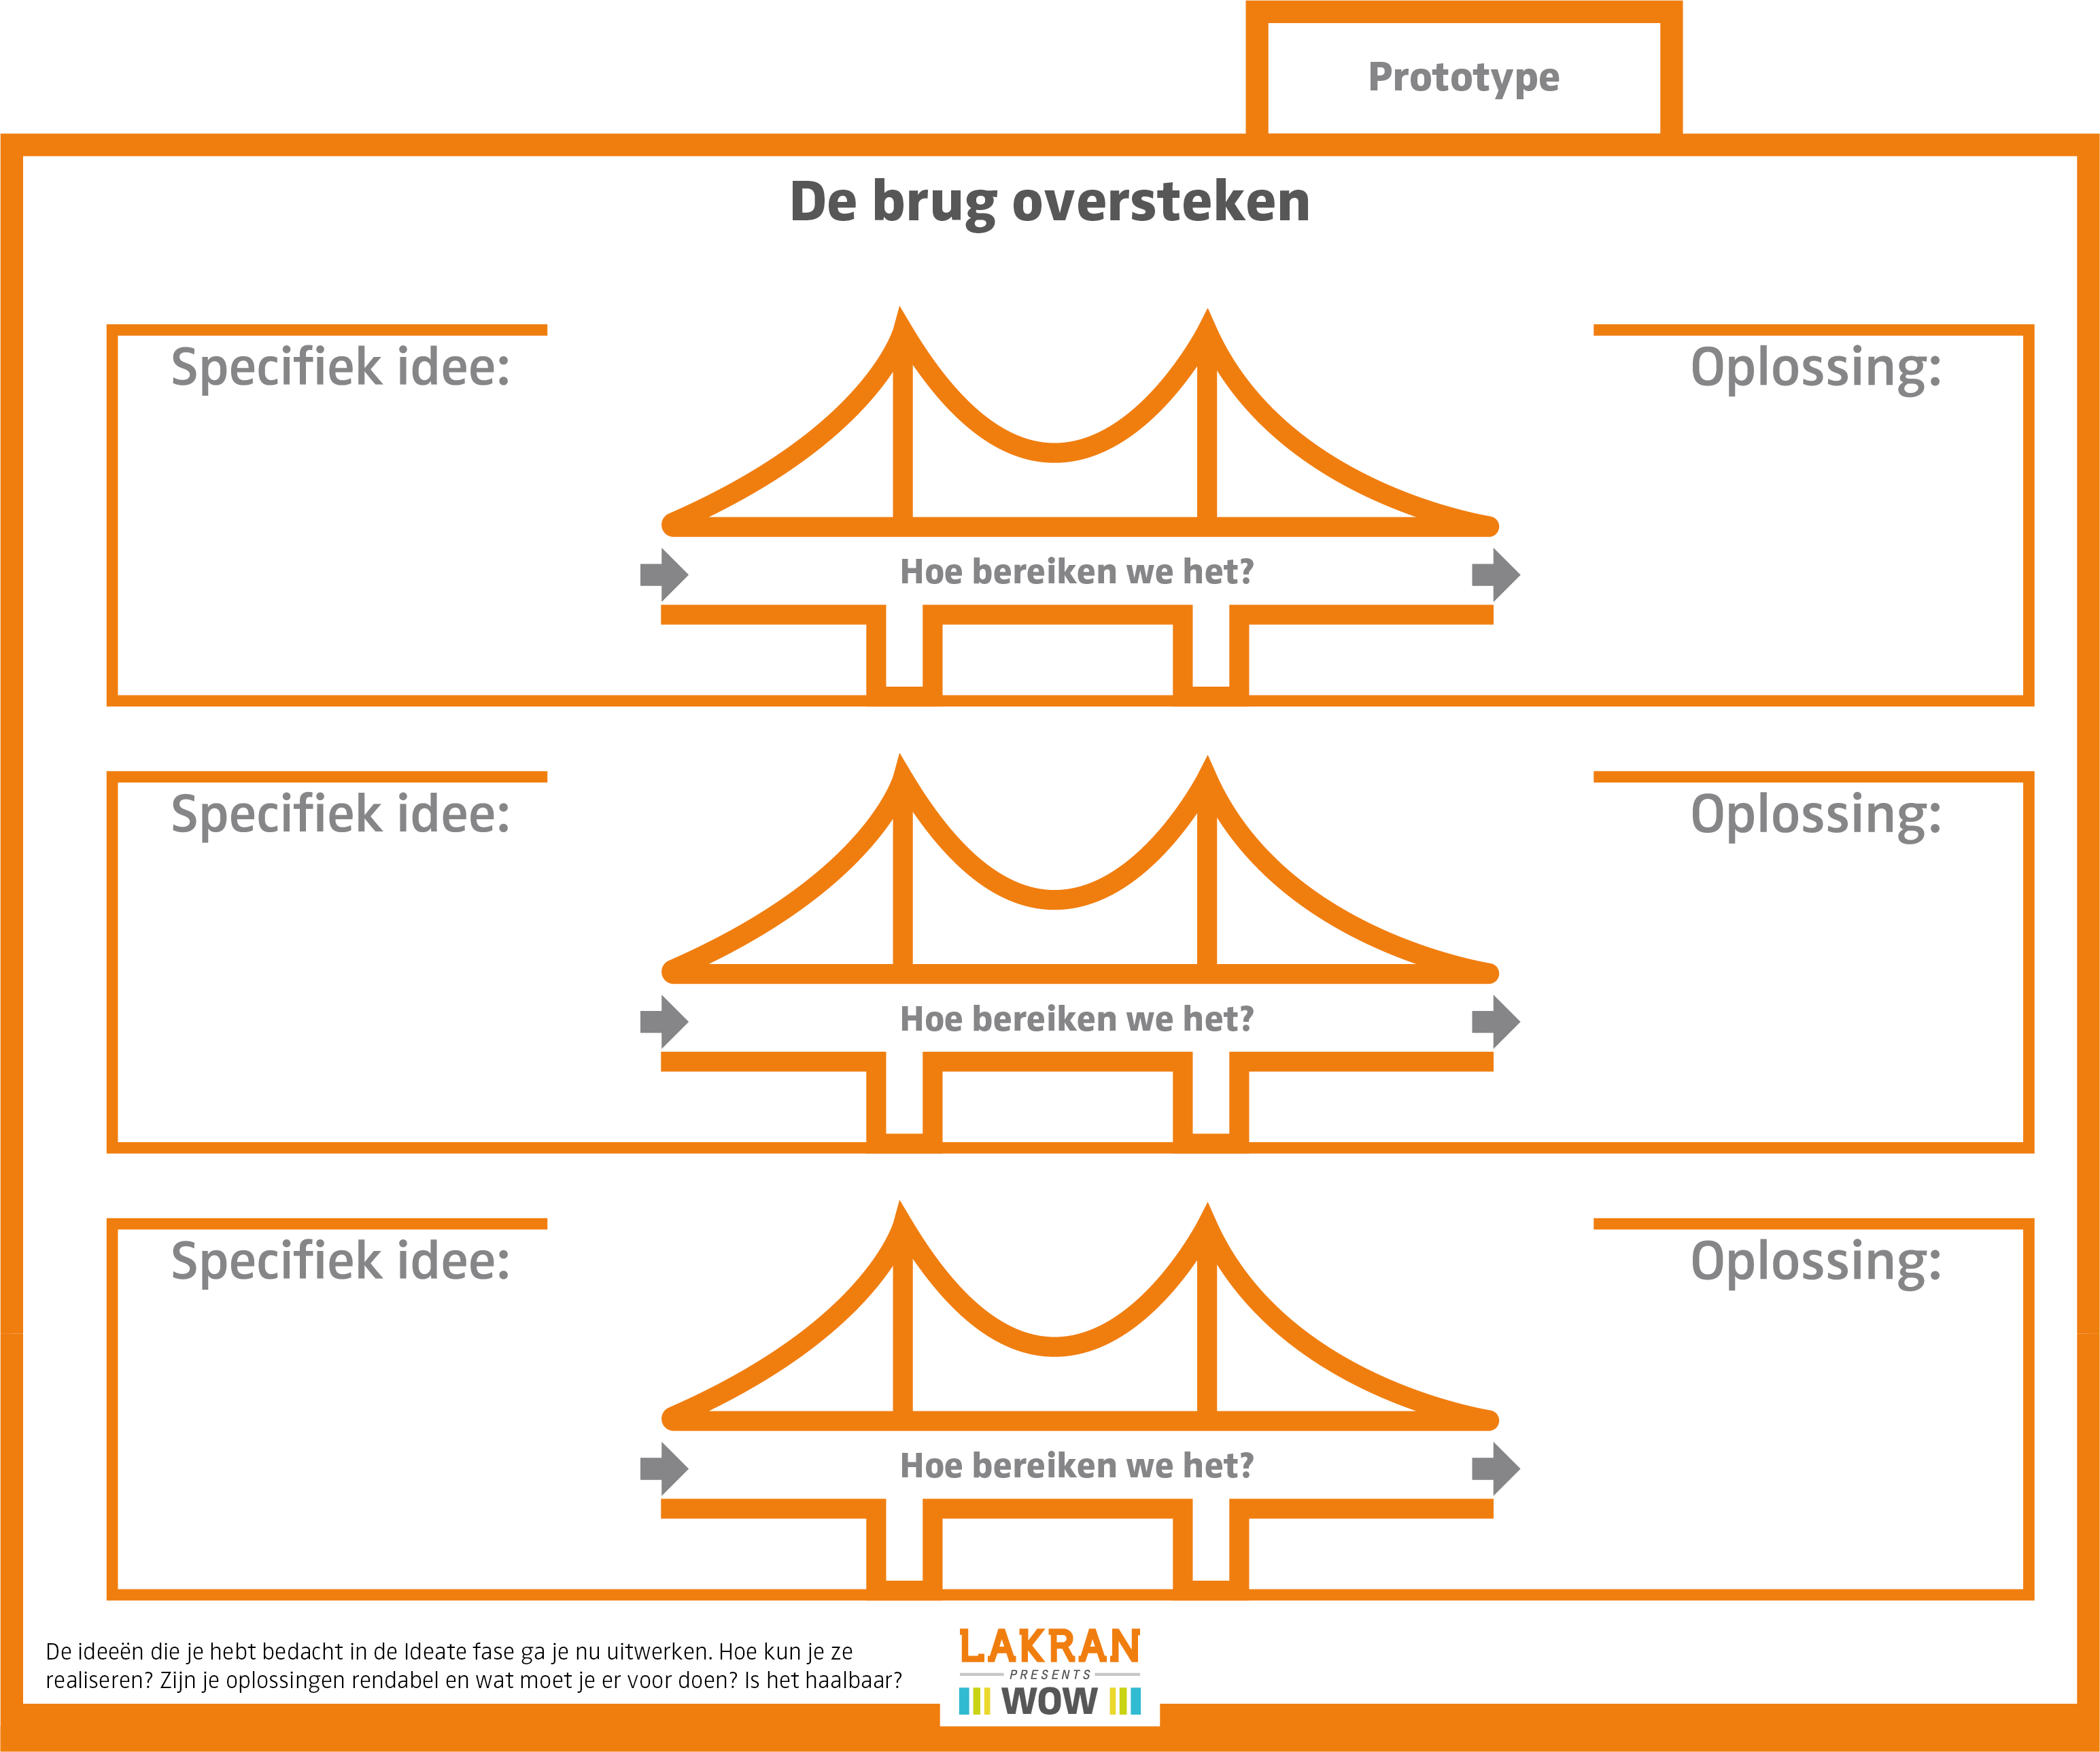 Prototype
De brug oversteken
Specifiek idee:
Oplossing:
Hoe bereiken we het?
Specifiek idee:
Oplossing:
Hoe bereiken we het?
Specifiek idee:
Oplossing:
Hoe bereiken we het?
De ideeën die je hebt bedacht in de Ideate fase ga je nu uitwerken. Hoe kun je ze
realiseren? Zijn je oplossingen rendabel en wat moet je er voor doen? Is het haalbaar?
LAKRAN
PRESENTS
WOW